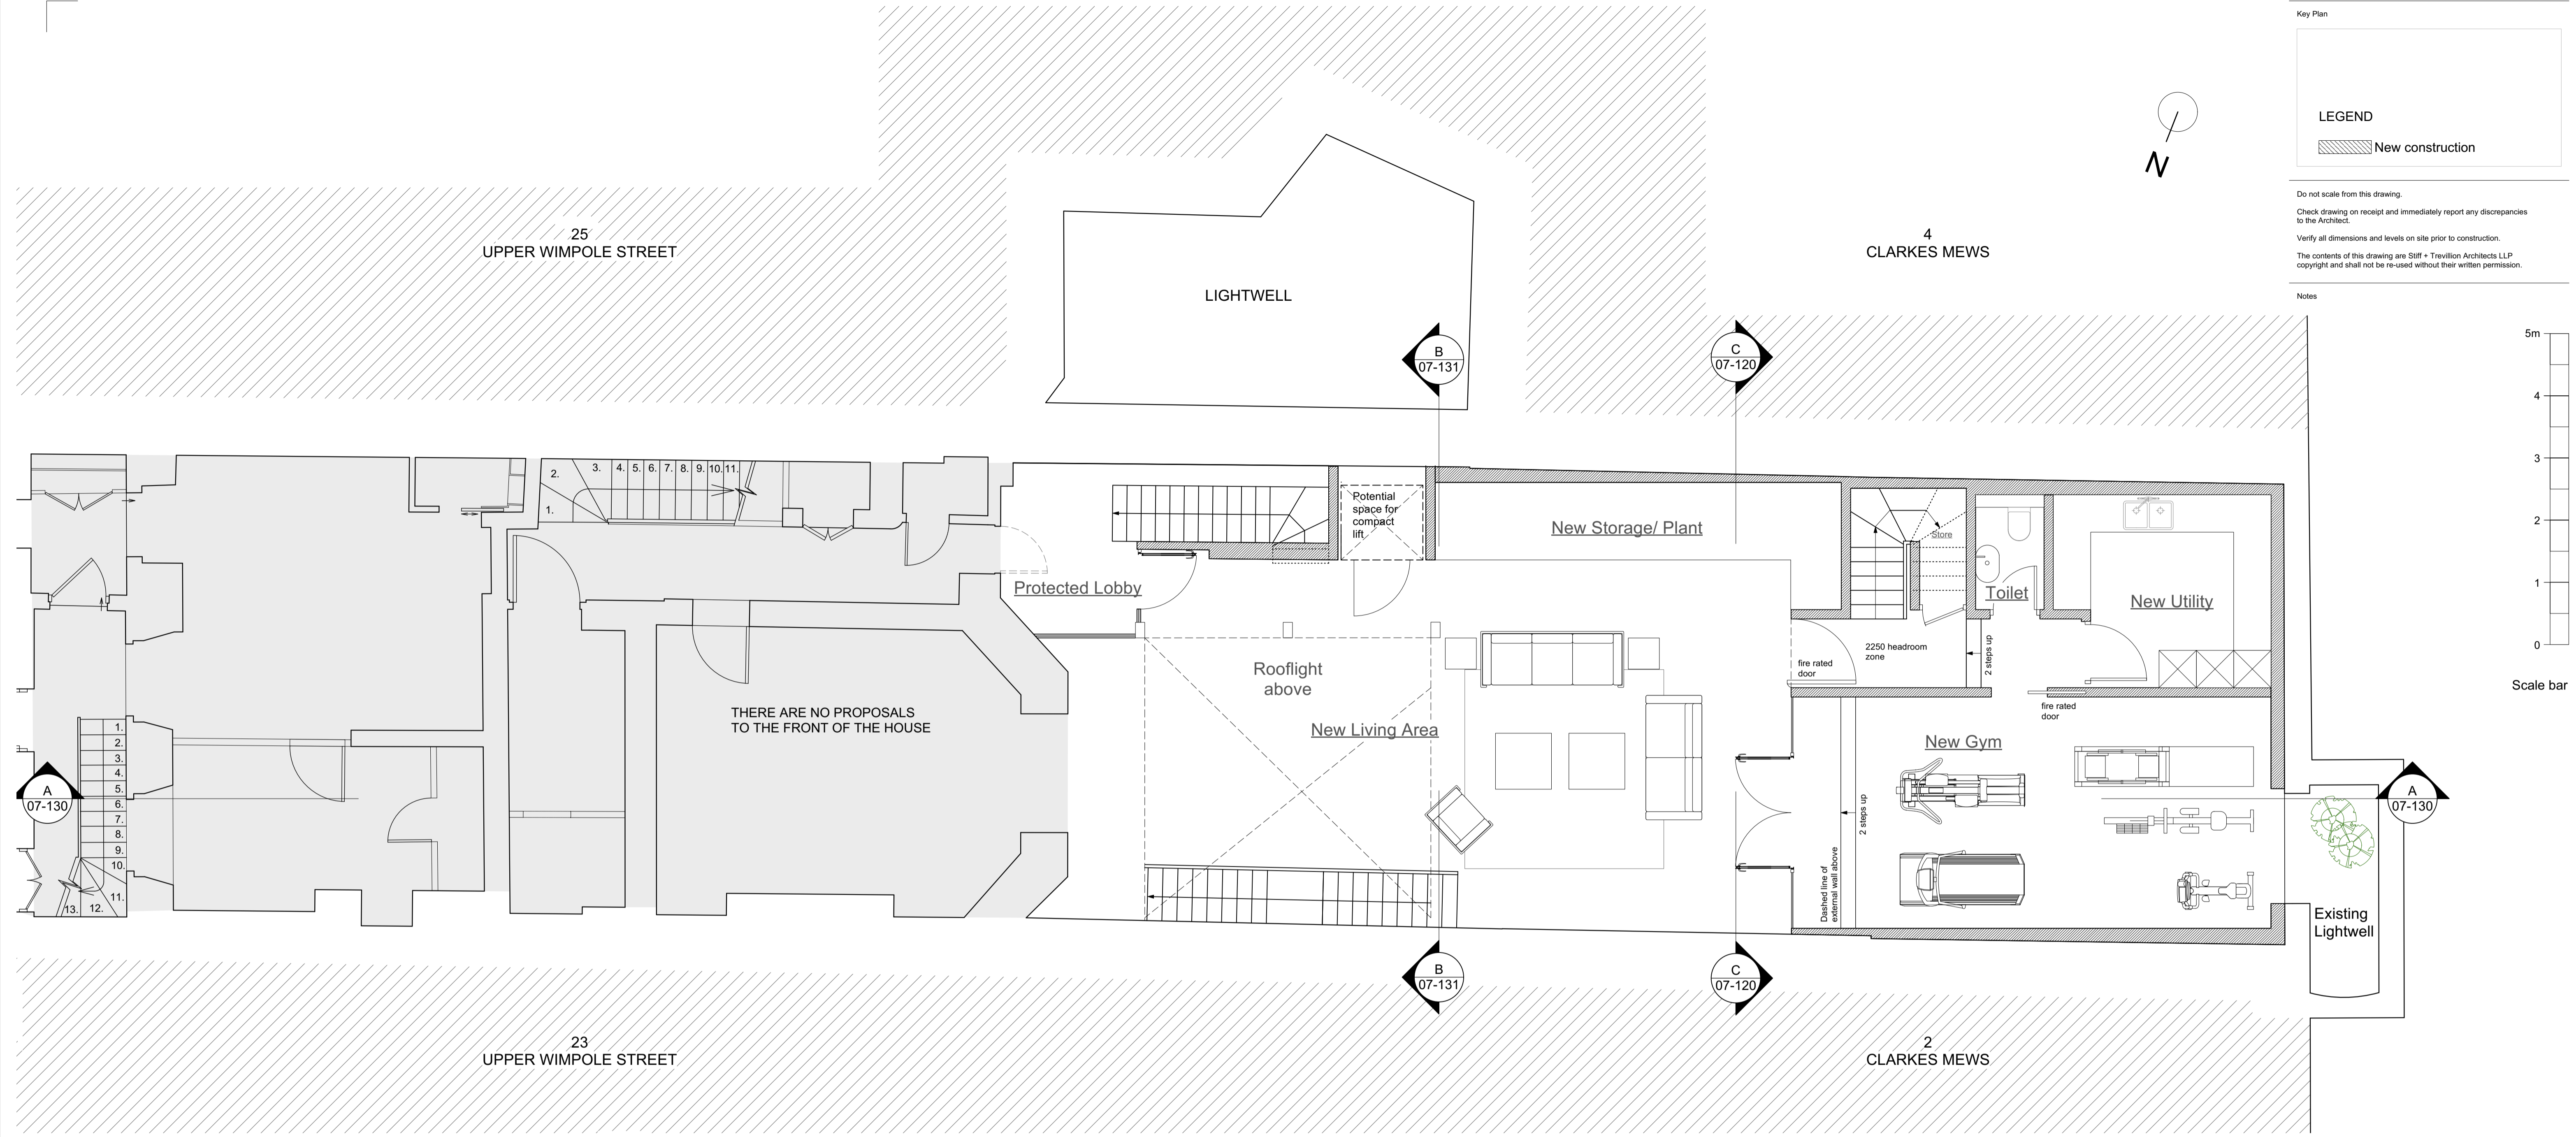 Key Plan
LEGEND
New construction
Do not scale from this drawing.
Check drawing on receipt and immediately report any discrepancies
to the Architect.
Verify all dimensions and levels on site prior to construction.
The contents of this drawing are Stiff + Trevillion Architects LLP
copyright and shall not be re-used without their written permission.
Notes
5m
4
3
2
1
0
Scale bar
N
25
UPPER WIMPOLE STREET
4
CLARKES MEWS
LIGHTWELL
B
07-131
C
07-120
1.
2.
3.
4.
5.
6.
7.
8.
9.
10.
11.
Potential
space for
compact
lift
New Storage/ Plant
Store
Protected Lobby
Toilet
New Utility
2250 headroom
zone
2 steps up
fire rated
door
Rooflight
above
THERE ARE NO PROPOSALS
TO THE FRONT OF THE HOUSE
New Living Area
fire rated
door
New Gym
1.
2.
3.
4.
5.
6.
7.
8.
9.
10.
11.
12.
13.
A
07-130
2 steps up
Dashed line of
external wall above
A
07-130
Existing
Lightwell
B
07-131
C
07-120
23
UPPER WIMPOLE STREET
2
CLARKES MEWS